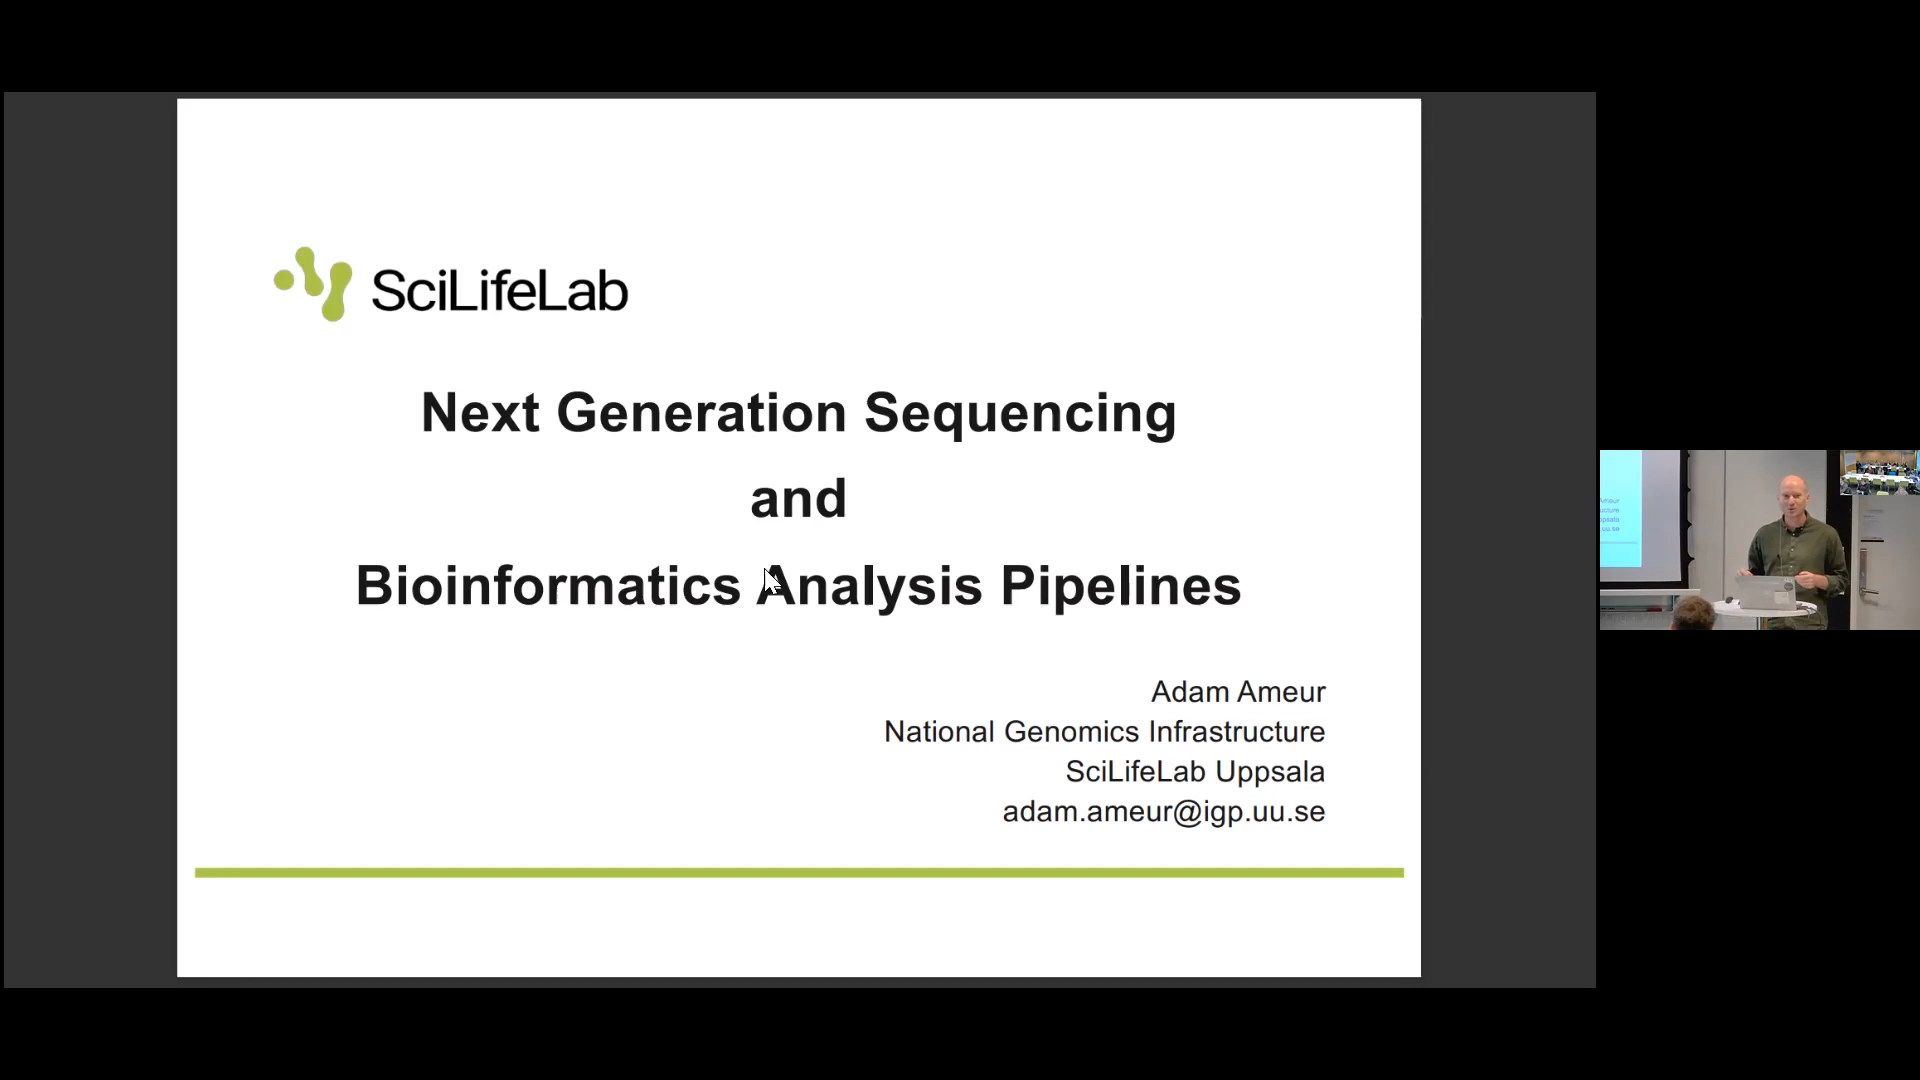 SciLifeLab
Next Generation Sequencing
and
Bioinformatics Analysis Pipelines
Adam Ameur
National Genomics Infrastructure
SciLifeLab Uppsala
adam.ameur@igp.uu.se